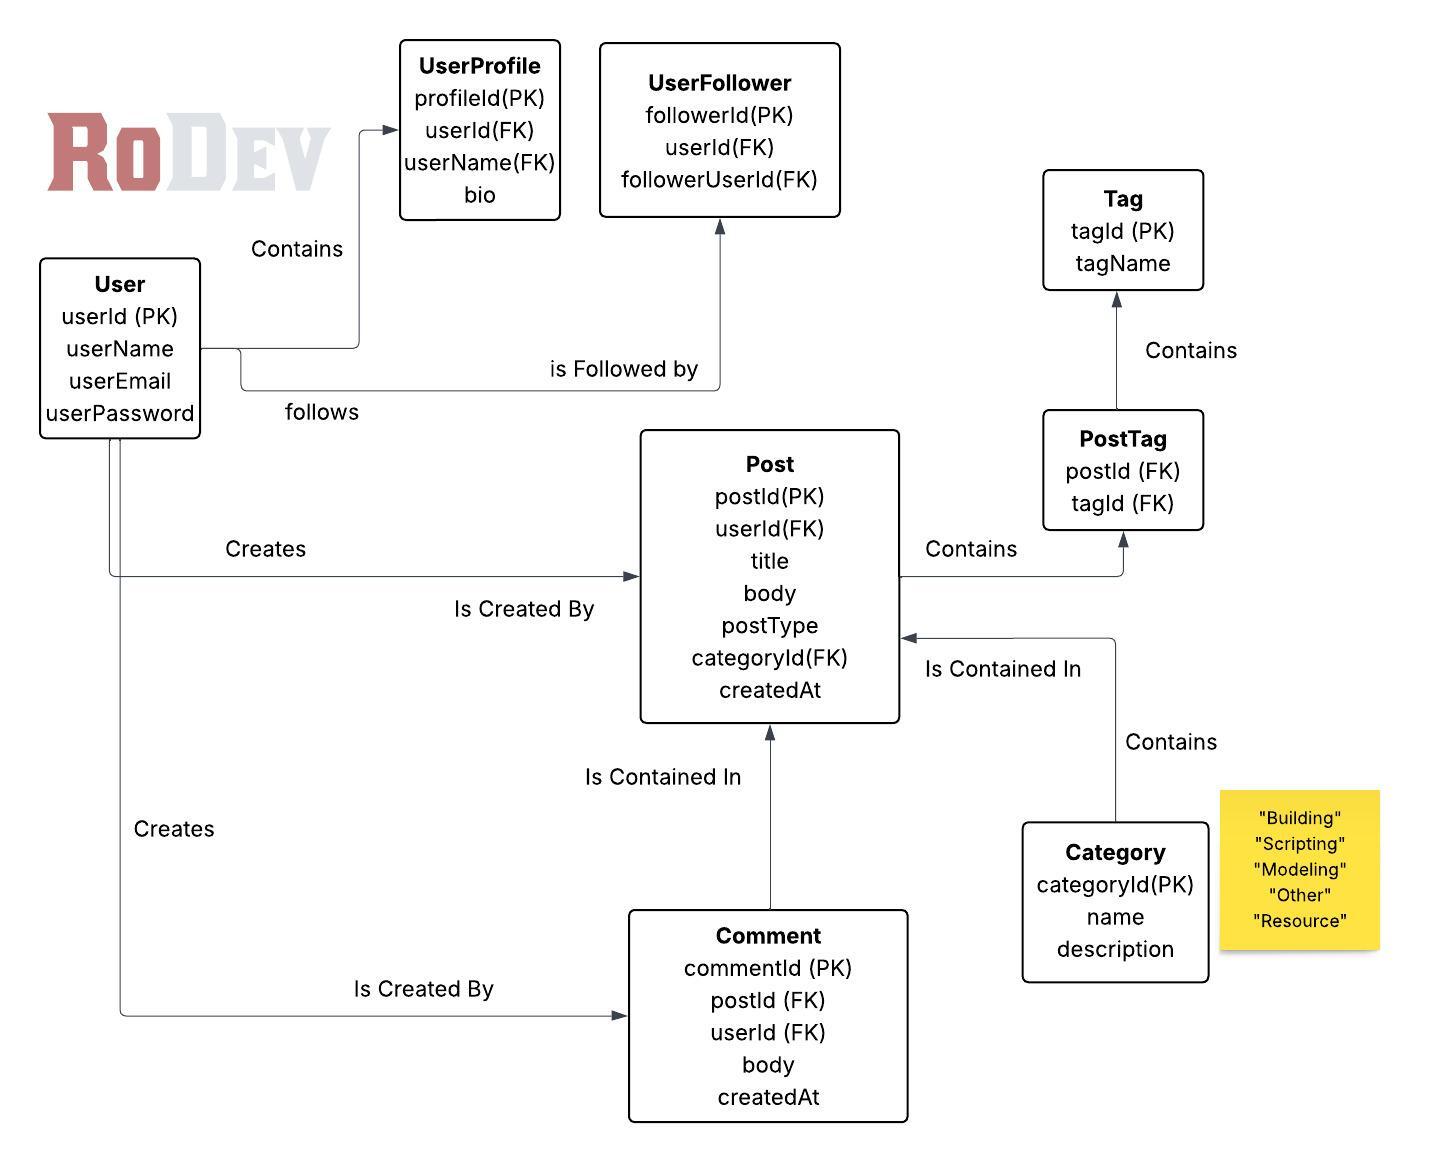 RoDev
UserProfile
profileId(PK)
userId(FK)
userName(FK)
bio
UserFollower
followerId(PK)
userId(FK)
followerUserId(FK)
Tag
tagId (PK)
tagName
Contains
User
userId (PK)
userName
userEmail
userPassword
is Followed by
follows
Contains
PostTag
postId (FK)
tagId (FK)
Post
postId(PK)
userId(FK)
title
body
postType
categoryId(FK)
createdAt
Creates
Is Created By
Contains
Is Contained In
Contains
Is Contained In
Creates
Category
categoryId(PK)
name
description
"Building"
"Scripting"
"Modeling"
"Other"
"Resource"
Comment
commentId (PK)
postId (FK)
userId (FK)
body
createdAt
Is Created By